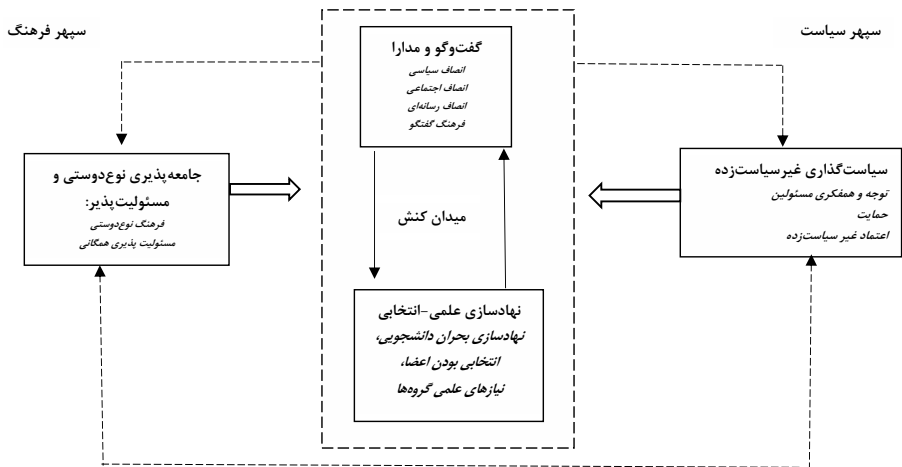 سپهر سیاست
سپهر فرهنگ
گفت‌وگو و مدارا
انصاف سیاسی
انصاف اجتماعی
انصاف رسانه‌ای
فرهنگ گفتگو
سیاست‌گذاری غیرسیاست‌زده
توجه و همفکری مسئولین
حمایت
اعتماد غیر سیاست‌زده
میدان کنش
جامعه‌پذیری نوع‌دوستی و
مسئولیت‌پذیر:
فرهنگ نوع‌دوستی
مسئولیت پذیری همگانی
نهادسازی علمی-انتخابی
نهادسازی بحران دانشجویی،
انتخابی بودن اعضا،
نیازهای علمی گروه‌ها